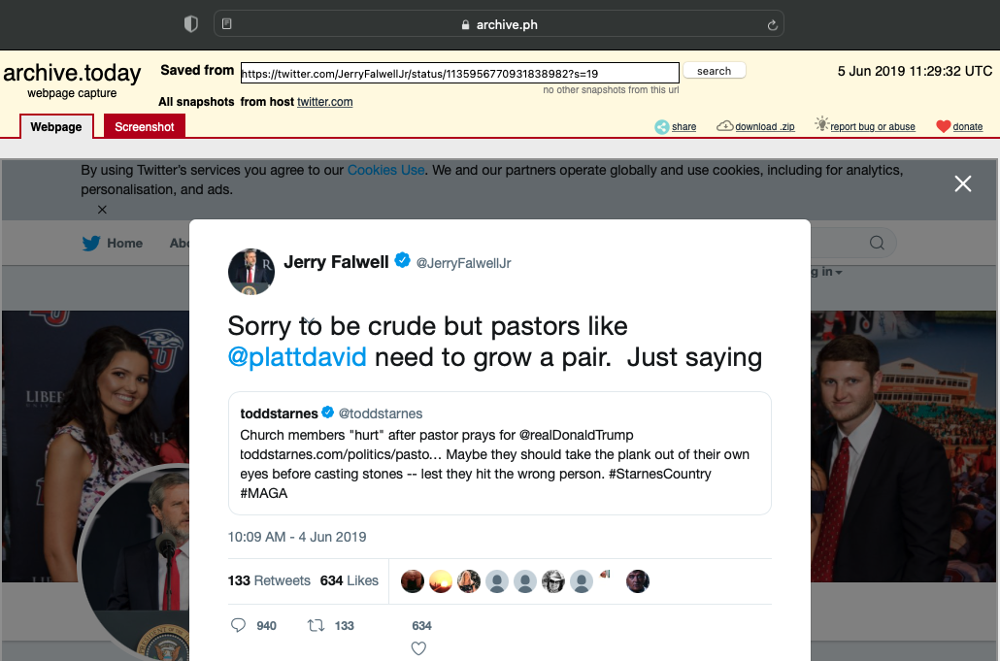 archive.ph
archive.today
webpage capture
Saved from
https://twitter.com/JerryFalwellJr/status/1135956770931838982?s=19
search
no other snapshots from this url
5 Jun 2019 11:29:32 UTC
All snapshots from host twitter.com
Webpage
Screenshot
share
download .zip
report bug or abuse
donate
By using Twitter's services you agree to our Cookies Use. We and our partners operate globally and use cookies, including for analytics,
personalisation, and ads.
Home
Jerry Falwell @JerryFalwellJr
Sorry to be crude but pastors like
@plattdavid need to grow a pair. Just saying
toddstarnes @toddstarnes
Church members "hurt" after pastor prays for @realDonaldTrump
toddstarnes.com/politics/pasto... Maybe they should take the plank out of their own
eyes before casting stones -- lest they hit the wrong person. #StarnesCountry
#MAGA
10:09 AM - 4 Jun 2019
133 Retweets 634 Likes
940
133
634